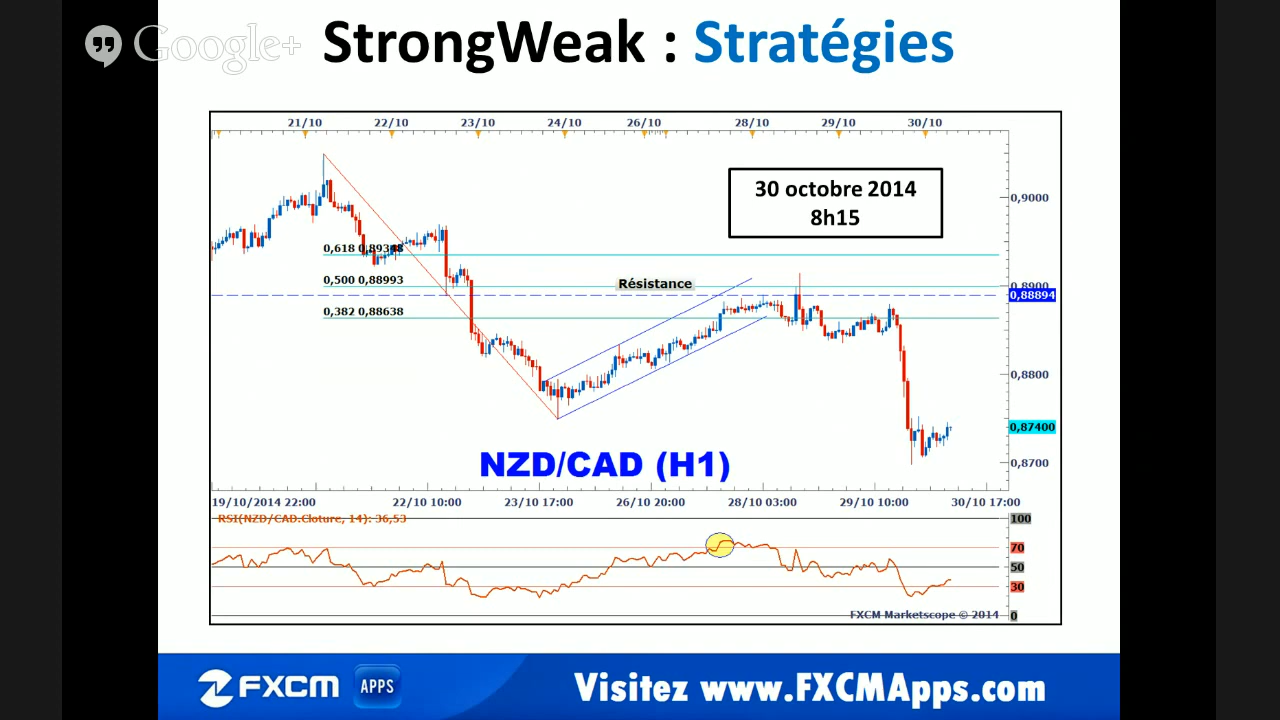 Google+
StrongWeak : Stratégies
21/10 22/10 23/10 24/10 26/10 28/10 29/10 30/10
30 octobre 2014
8h15
0,9000
0,618 0,89348
0,500 0,88993
Résistance
0,8900
0,88894
0,382 0,88638
0,8800
0,87400
NZD/CAD (H1)
0,8700
19/10/2014 22:00 22/10 10:00 23/10 17:00 26/10 20:00 28/10 03:00 29/10 10:00 30/10 17:00
RSI(NZD/CAD.Cloture, 14): 36,53
100
70
50
30
FXCM Marketscope © 2014
0
FXCM APPS
Visitez www.FXCMApps.com